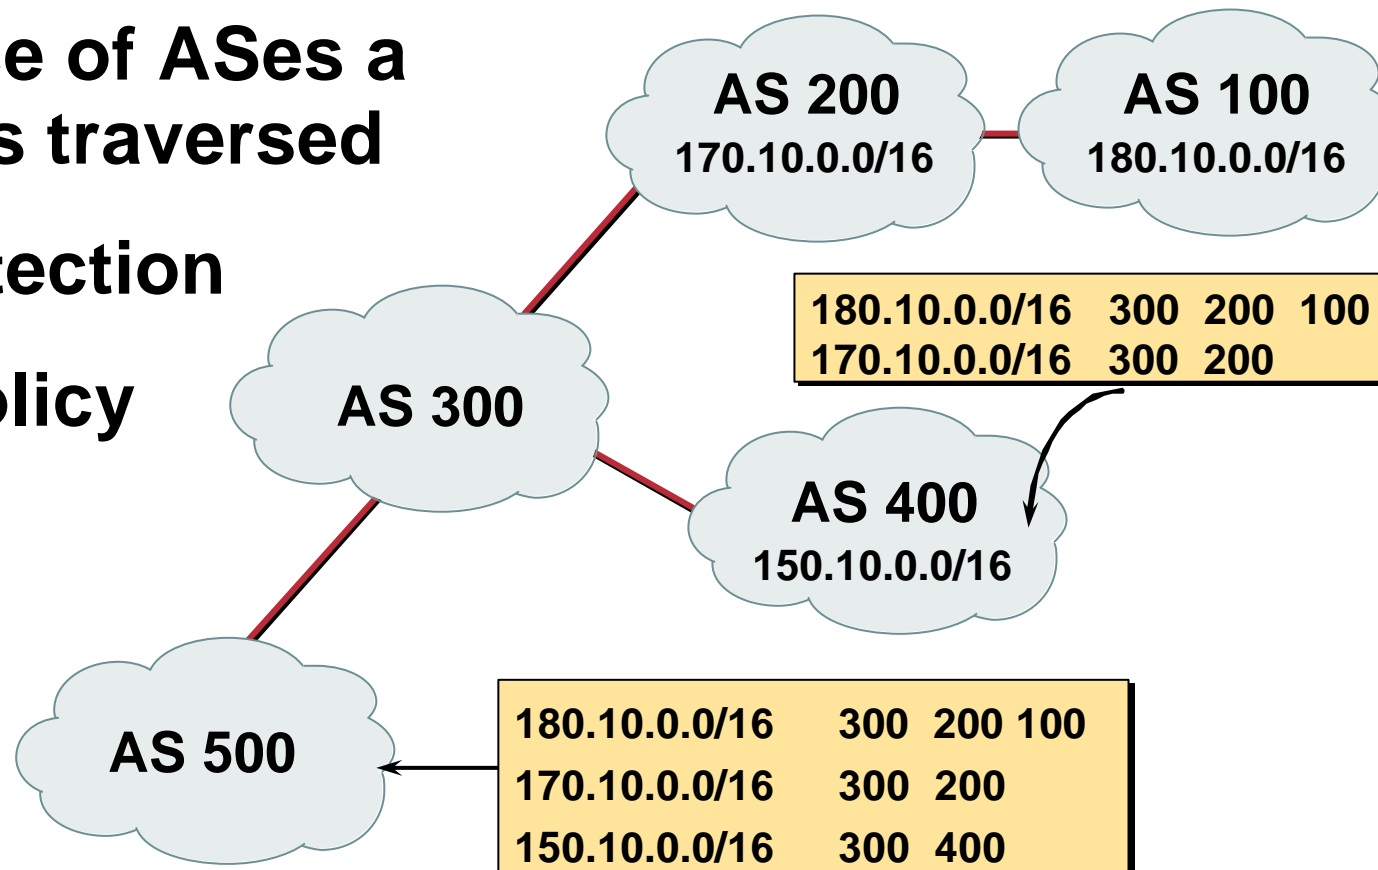 e of ASes a
s traversed
tection
olicy
AS 200
170.10.0.0/16
AS 100
180.10.0.0/16
180.10.0.0/16 300 200 100
170.10.0.0/16 300 200
AS 300
AS 400
150.10.0.0/16
AS 500
180.10.0.0/16 300 200 100
170.10.0.0/16 300 200
150.10.0.0/16 300 400